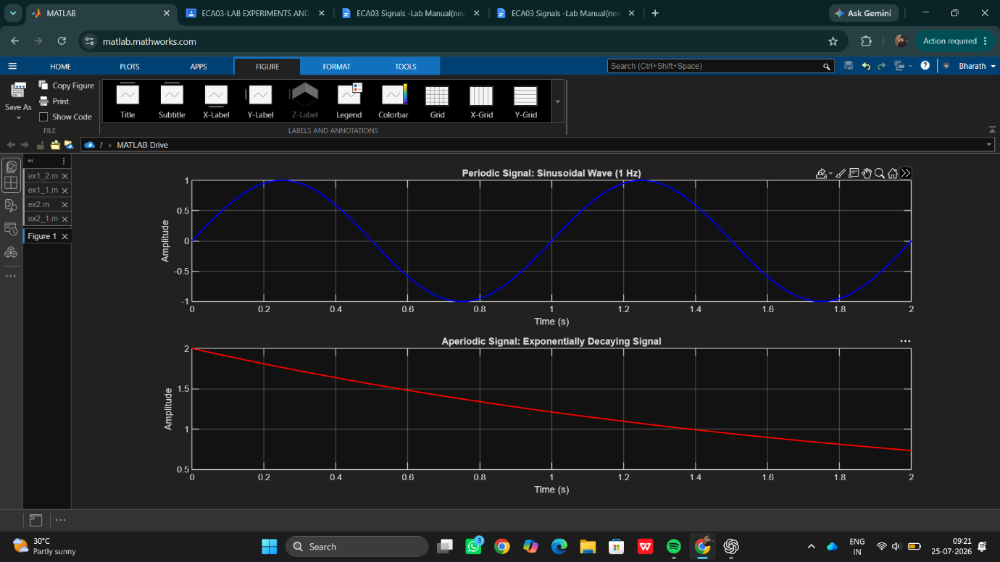 MATLAB
ECA03-LAB EXPERIMENTS AND
ECA03 Signals -Lab Manual(new
ECA03 Signals -Lab Manual(new
Ask Gemini
matlab.mathworks.com
Action required
HOME
PLOTS
APPS
FIGURE
FORMAT
TOOLS
Search (Ctrl+Shift+Space)
Bharath
Save As
Copy Figure
Print
Show Code
FILE
Title
Subtitle
X-Label
Y-Label
Z-Label
Legend
Colorbar
Grid
X-Grid
Y-Grid
LABELS AND ANNOTATIONS
/ > MATLAB Drive
ex1_2.m
ex1_1.m
ex2.m
ex2_1.m
Figure 1
Periodic Signal: Sinusoidal Wave (1 Hz)
Amplitude
1
0.5
0
-0.5
-1
0 0.2 0.4 0.6 0.8 1 1.2 1.4 1.6 1.8 2
Time (s)
Aperiodic Signal: Exponentially Decaying Signal
Amplitude
2
1.5
1
0.5
0 0.2 0.4 0.6 0.8 1 1.2 1.4 1.6 1.8 2
Time (s)
30°C
Partly sunny
Search
3
ENG
IN
09:21
25-07-2026